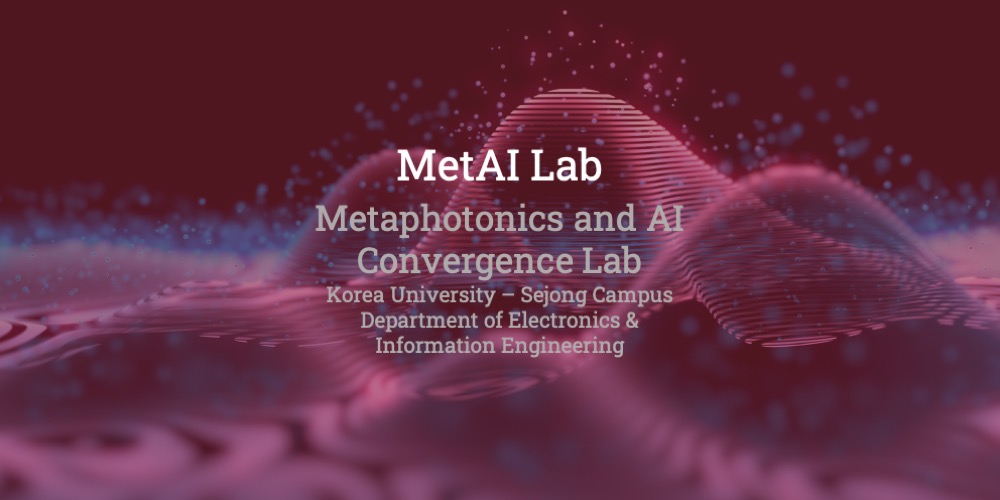 MetAI Lab
Metaphotonics and AI
Convergence Lab
Korea University – Sejong Campus
Department of Electronics &
Information Engineering